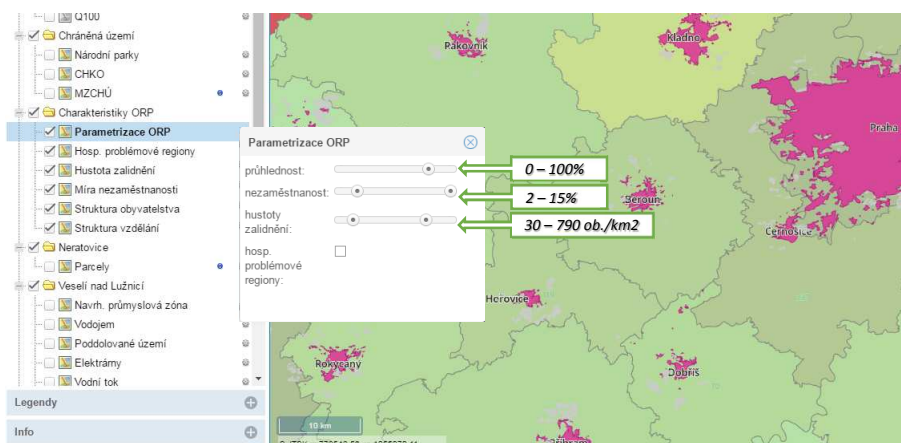 Q100
Chráněná území
Národní parky
CHKO
MZCHÚ
Charakteristiky ORP
Parametrizace ORP
Hosp. problémové regiony
Hustota zalidnění
Míra nezaměstnanosti
Struktura obyvatelstva
Struktura vzdělání
Neratovice
Parcely
Veselí nad Lužnicí
Navrh. průmyslová zóna
Vodojem
Poddolované území
Elektrárny
Vodní tok
Legendy
Info
Parametrizace ORP
průhlednost:
nezaměstnanost:
hustoty
zalidnění:
hosp.
problémové
regiony:
0 – 100%
2 – 15%
30 – 790 ob./km2
Rakovník
Kladno
Praha
Beroun
Černošice
Hořovice
Rokycany
Dobříš
Příbram
10 km